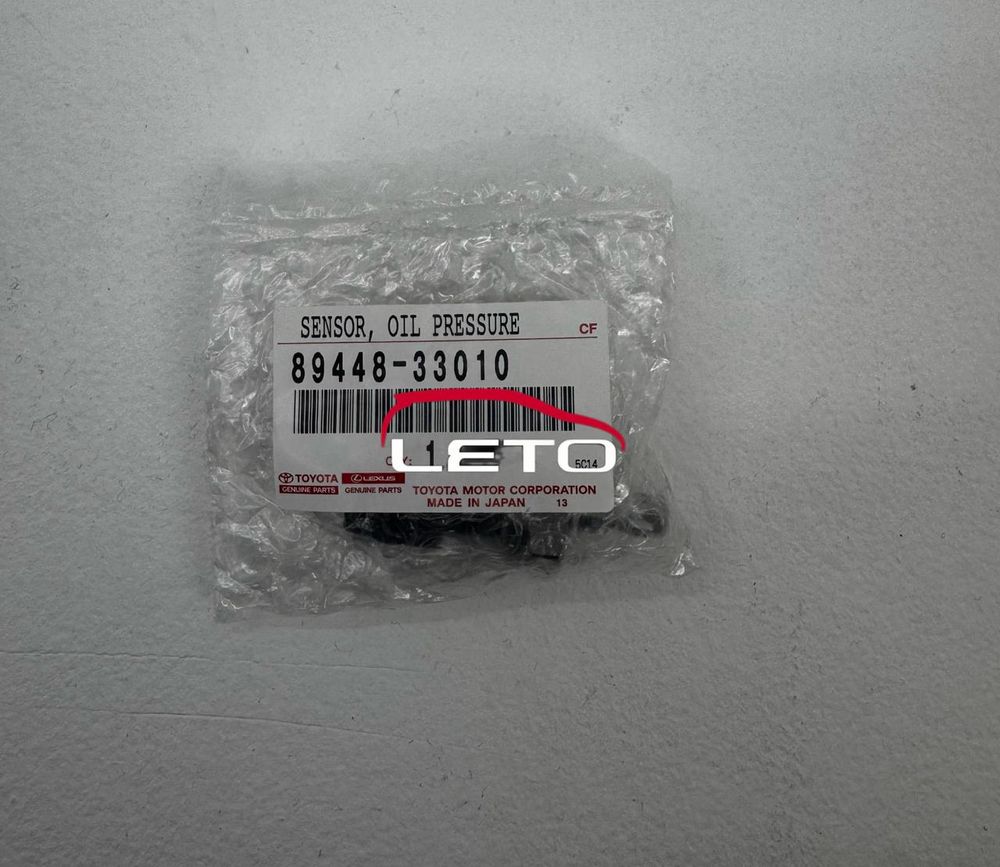 SENSOR, OIL PRESSURE
CF
89448-33010
LETO
1
5C14
TOYOTA
LEXUS
GENUINE PARTS
GENUINE PARTS
TOYOTA MOTOR CORPORATION
MADE IN JAPAN
13